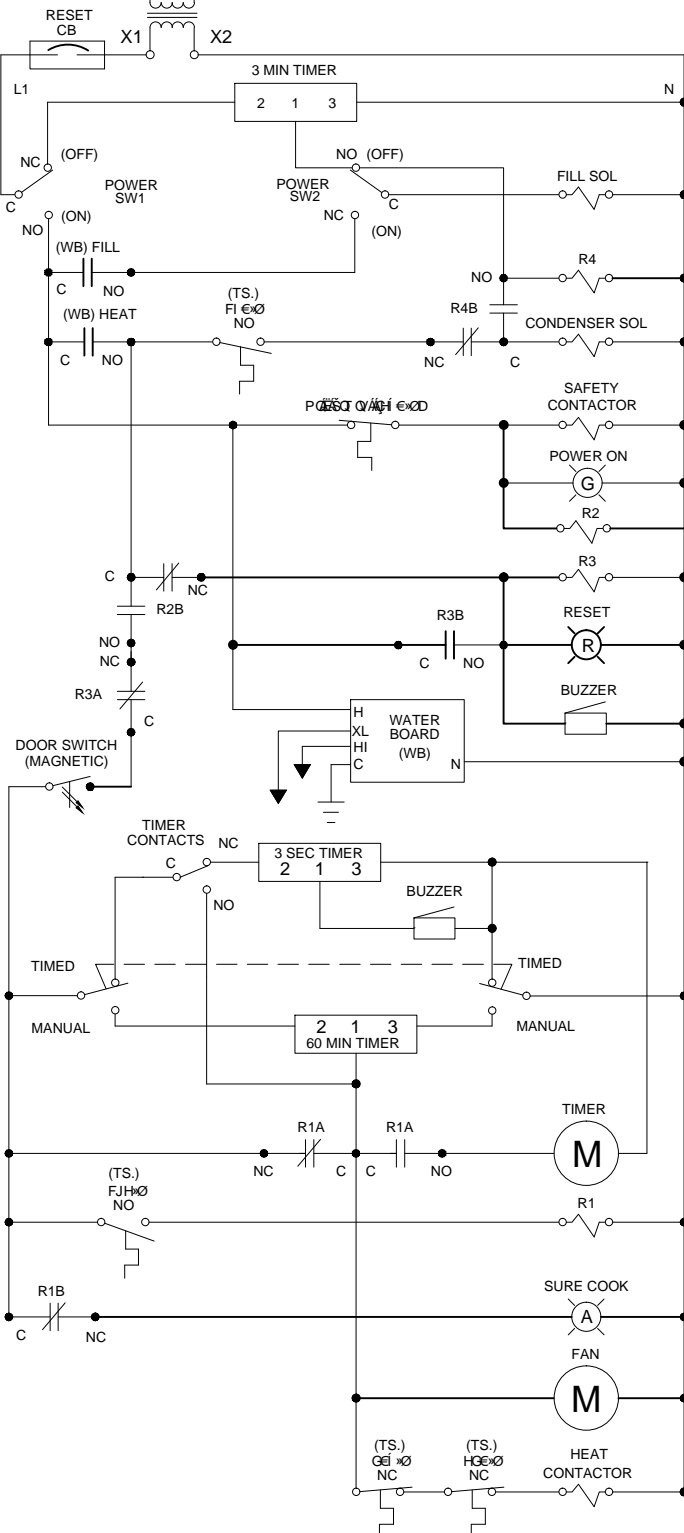 RESET
CB
X1 X2
3 MIN TIMER
L1
2 1 3
N
NC (OFF)
NO (OFF)
POWER
SW1
POWER
SW2
FILL SOL
C
C
NO (ON)
NC
(ON)
(WB) FILL
R4
C NO
NO
(TS.)
R4B
(WB) HEAT
NO
CONDENSER SOL
C NO
NC C
SAFETY
CONTACTOR
POWER ON
G
R2
C
NC
R3
R2B
R3B
RESET
NO
R
NC
C NO
R3A
BUZZER
C
H
XL
HI
C
WATER
BOARD
(WB)
N
DOOR SWITCH
(MAGNETIC)
TIMER
CONTACTS
NC
C
3 SEC TIMER
2 1 3
NO
BUZZER
TIMED
TIMED
MANUAL
2 1 3
60 MIN TIMER
MANUAL
TIMER
R1A R1A
M
NC C C NO
(TS.)
NO
R1
R1B
SURE COOK
C NC
A
FAN
M
(TS.)
NC
(TS.)
NC
HEAT
CONTACTOR